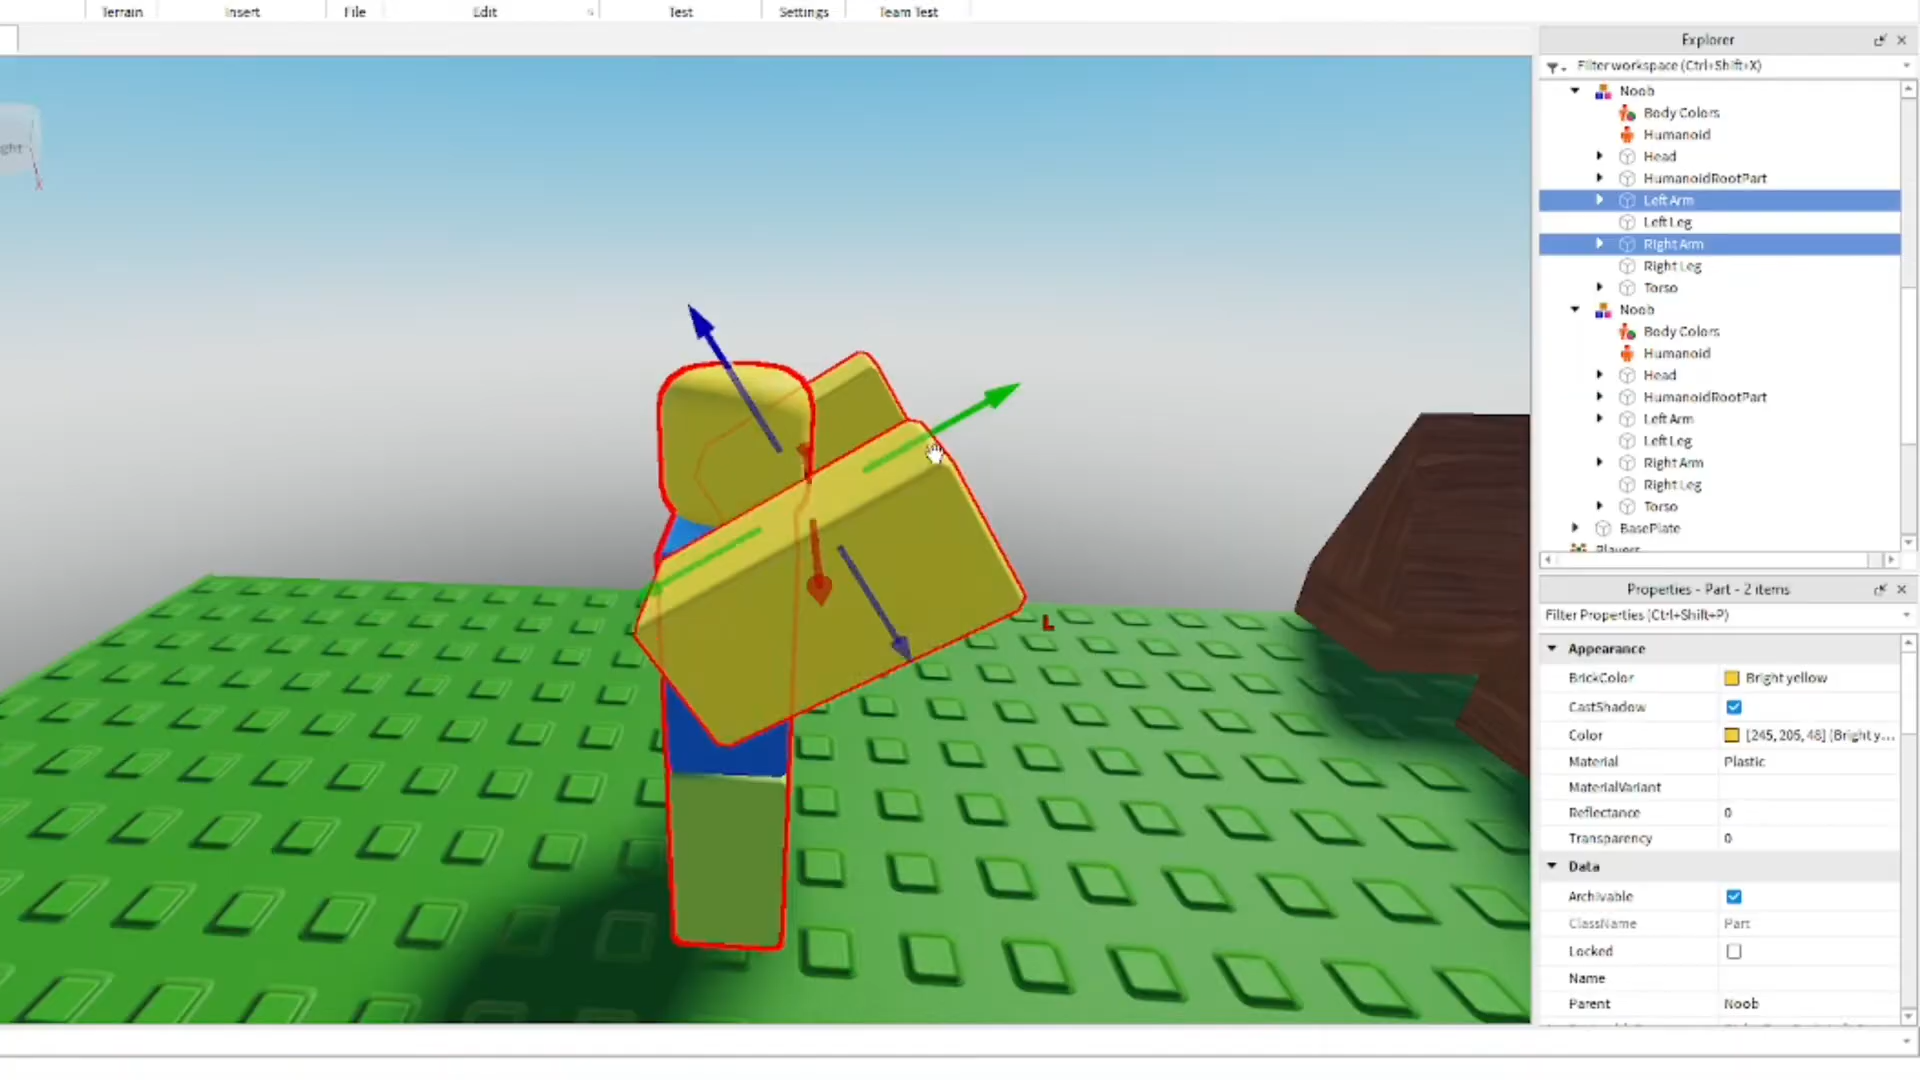 Terrain Insert File Edit Test Settings Team Test
Explorer
Filter workspace (Ctrl+Shift+X)
Noob
Body Colors
Humanoid
Head
HumanoidRootPart
Left Arm
Left Leg
Right Arm
Right Leg
Torso
Noob
Body Colors
Humanoid
Head
HumanoidRootPart
Left Arm
Left Leg
Right Arm
Right Leg
Torso
BasePlate
Players
ght
X
L
Properties - Part - 2 items
Filter Properties (Ctrl+Shift+P)
Appearance
BrickColor Bright yellow
CastShadow
Color [245, 205, 48] (Bright y...
Material Plastic
MaterialVariant
Reflectance 0
Transparency 0
Data
Archivable
ClassName Part
Locked
Name
Parent Noob